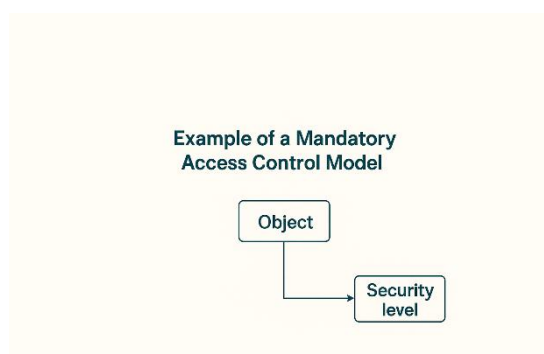 Example of a Mandatory
Access Control Model
Object
Security
level